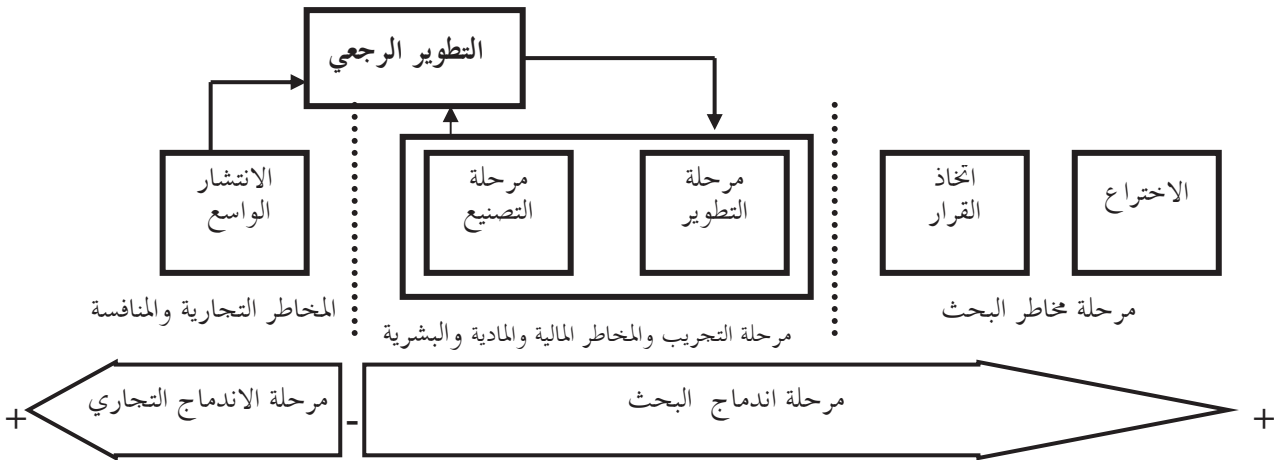 التطوير الرجعي
الاختراع
اتخاذ
القرار
مرحلة
التطوير
مرحلة
التصنيع
الانتشار
الواسع
مرحلة مخاطر البحث
مرحلة التجريب والمخاطر المالية والمادية والبشرية
المخاطر التجارية والمنافسة
+
مرحلة اندماج البحث
-
مرحلة الاندماج التجاري
+